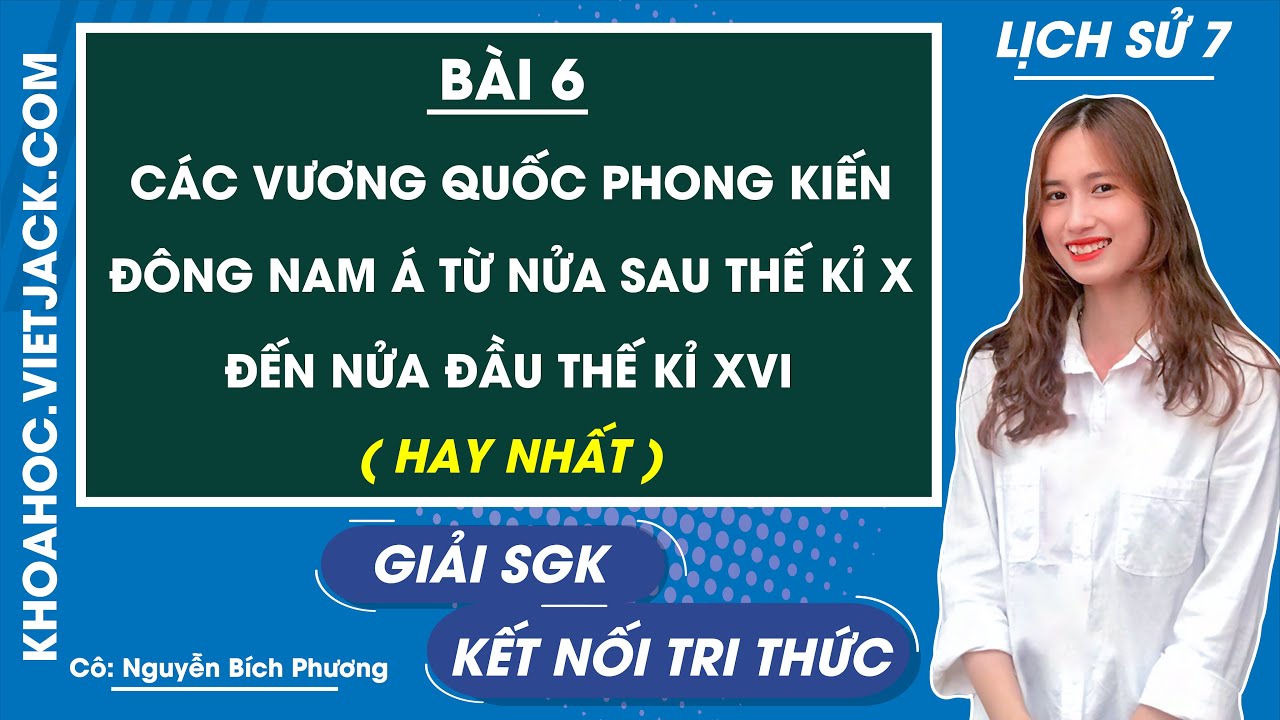 KHOAHOC.VIETJACK.COM
LỊCH SỬ 7
BÀI 6
CÁC VƯƠNG QUỐC PHONG KIẾN
ĐÔNG NAM Á TỪ NỬA SAU THẾ KỈ X
ĐẾN NỬA ĐẦU THẾ KỈ XVI
( HAY NHẤT )
GIẢI SGK
KẾT NỐI TRI THỨC
Cô: Nguyễn Bích Phương